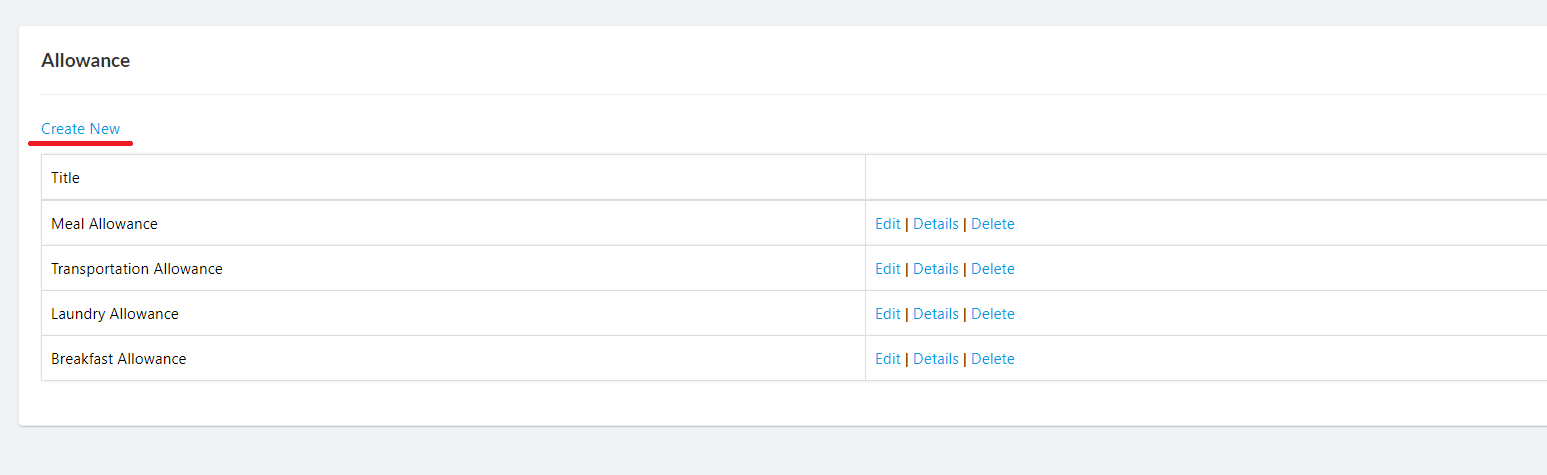 Allowance
Create New
Title
Meal Allowance Edit | Details | Delete
Transportation Allowance Edit | Details | Delete
Laundry Allowance Edit | Details | Delete
Breakfast Allowance Edit | Details | Delete